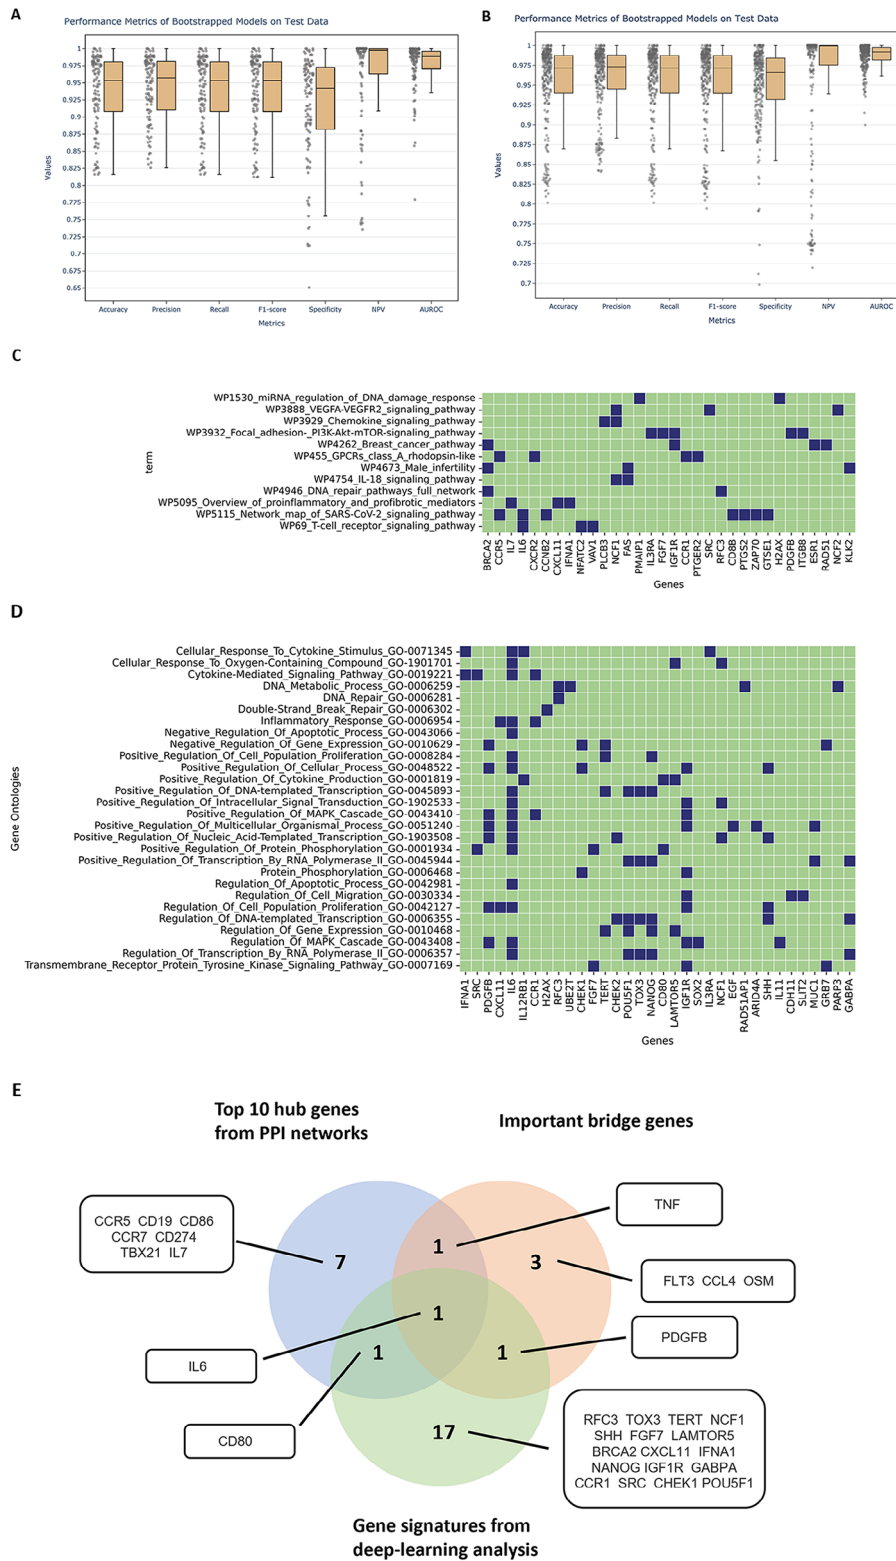 A
Performance Metrics of Bootstrapped Models on Test Data
1
0.975
0.95
0.925
0.9
0.875
0.85
0.825
0.8
0.775
0.75
0.725
0.7
0.675
0.65
Values
Accuracy Precision Recall F1-score Specificity NPV AUROC
Metrics
B
Performance Metrics of Bootstrapped Models on Test Data
1
0.975
0.95
0.925
0.9
0.875
0.85
0.825
0.8
0.775
0.75
0.725
0.7
Values
Accuracy Precision Recall F1-score Specificity NPV AUROC
Metrics
C
term
WP1530_miRNA_regulation_of_DNA_damage_response
WP3888_VEGFA-VEGFR2_signaling_pathway
WP3929_Chemokine_signaling_pathway
WP3932_Focal_adhesion-_PI3K-Akt-mTOR-signaling_pathway
WP4262_Breast_cancer_pathway
WP455_GPCRs_class_A_rhodopsin-like
WP4673_Male_infertility
WP4754_IL-18_signaling_pathway
WP4946_DNA_repair_pathways_full_network
WP5095_Overview_of_proinflammatory_and_profibrotic_mediators
WP5115_Network_map_of_SARS-CoV-2_signaling_pathway
WP69_T-cell_receptor_signaling_pathway
BRCA2 CCR5 IL7 IL6 CXCR2 CCNB2 CXCL11 IFNA1 NFATC2 VAV1 PLCB3 NCF1 FAS PMAIP1 IL3RA FGF7 IGF1R CCR1 PTGER2 SRC RFC3 CD8B PTGS2 ZAP70 GTSE1 H2AX PDGFB ITGB8 ESR1 RAD51 NCF2 KLK2
Genes
D
Gene Ontologies
Cellular_Response_To_Cytokine_Stimulus_GO-0071345
Cellular_Response_To_Oxygen-Containing_Compound_GO-1901701
Cytokine-Mediated_Signaling_Pathway_GO-0019221
DNA_Metabolic_Process_GO-0006259
DNA_Repair_GO-0006281
Double-Strand_Break_Repair_GO-0006302
Inflammatory_Response_GO-0006954
Negative_Regulation_Of_Apoptotic_Process_GO-0043066
Negative_Regulation_Of_Gene_Expression_GO-0010629
Positive_Regulation_Of_Cell_Population_Proliferation_GO-0008284
Positive_Regulation_Of_Cellular_Process_GO-0048522
Positive_Regulation_Of_Cytokine_Production_GO-0001819
Positive_Regulation_Of_DNA-templated_Transcription_GO-0045893
Positive_Regulation_Of_Intracellular_Signal_Transduction_GO-1902533
Positive_Regulation_Of_MAPK_Cascade_GO-0043410
Positive_Regulation_Of_Multicellular_Organismal_Process_GO-0051240
Positive_Regulation_Of_Nucleic_Acid-Templated_Transcription_GO-1903508
Positive_Regulation_Of_Protein_Phosphorylation_GO-0001934
Positive_Regulation_Of_Transcription_By_RNA_Polymerase_II_GO-0045944
Protein_Phosphorylation_GO-0006468
Regulation_Of_Apoptotic_Process_GO-0042981
Regulation_Of_Cell_Migration_GO-0030334
Regulation_Of_Cell_Population_Proliferation_GO-0042127
Regulation_Of_DNA-templated_Transcription_GO-0006355
Regulation_Of_Gene_Expression_GO-0010468
Regulation_Of_MAPK_Cascade_GO-0043408
Regulation_Of_Transcription_By_RNA_Polymerase_II_GO-0006357
Transmembrane_Receptor_Protein_Tyrosine_Kinase_Signaling_Pathway_GO-0007169
IFNA1 SRC PDGFB CXCL11 IL6 IL12RB1 CCR1 H2AX RFC3 UBE2T CHEK1 FGF7 TERT CHEK2 POU5F1 TOX3 NANOG CD80 LAMTOR5 IGF1R SOX2 IL3RA NCF1 EGF RAD51AP1 ARID4A SHH IL11 CDH11 SLIT2 MUC1 GRB7 PARP3 GABPA
Genes
E
Top 10 hub genes
from PPI networks
Important bridge genes
CCR5 CD19 CD86
CCR7 CD274
TBX21 IL7
TNF
7
1
3
FLT3 CCL4 OSM
1
PDGFB
IL6
1
1
CD80
17
RFC3 TOX3 TERT NCF1
SHH FGF7 LAMTOR5
BRCA2 CXCL11 IFNA1
NANOG IGF1R GABPA
CCR1 SRC CHEK1 POU5F1
Gene signatures from
deep-learning analysis